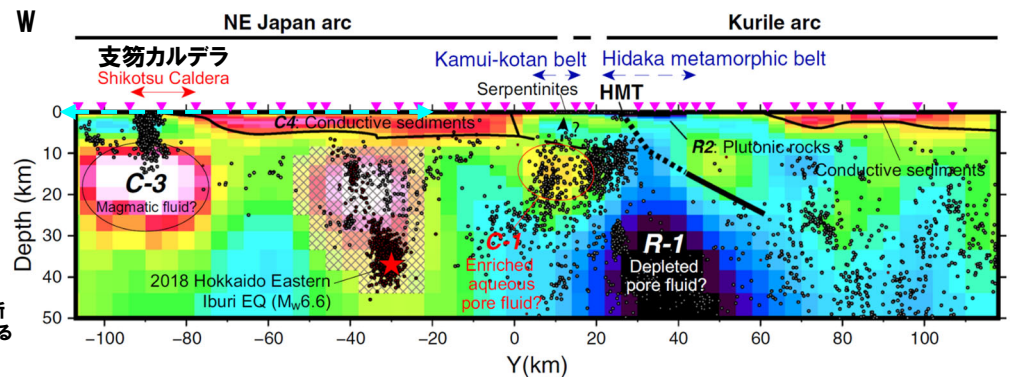 W
NE Japan arc
Kurile arc
支笏カルデラ
Shikotsu Caldera
Kamui-kotan belt
Hidaka metamorphic belt
Serpentinites
HMT
C4: Conductive sediments
?
R2: Plutonic rocks
Conductive sediments
C-3
Magmatic fluid?
C-1
Enriched
aqueous
pore fluid?
R-1
Depleted
pore fluid?
2018 Hokkaido Eastern
Iburi EQ (Mw6.6)
Depth (km)
0
10
20
30
40
50
所
る
−100
−80
−60
−40
−20
0
20
40
60
80
100
Y(km)